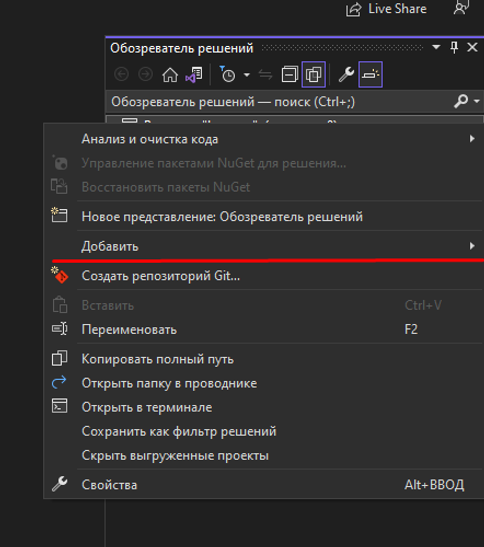 Live Share
Обозреватель решений
Обозреватель решений — поиск (Ctrl+;)
Анализ и очистка кода
Управление пакетами NuGet для решения...
Восстановить пакеты NuGet
Новое представление: Обозреватель решений
Добавить
Создать репозиторий Git...
Вставить Ctrl+V
Переименовать F2
Копировать полный путь
Открыть папку в проводнике
Открыть в терминале
Сохранить как фильтр решений
Скрыть выгруженные проекты
Свойства Alt+ВВОД